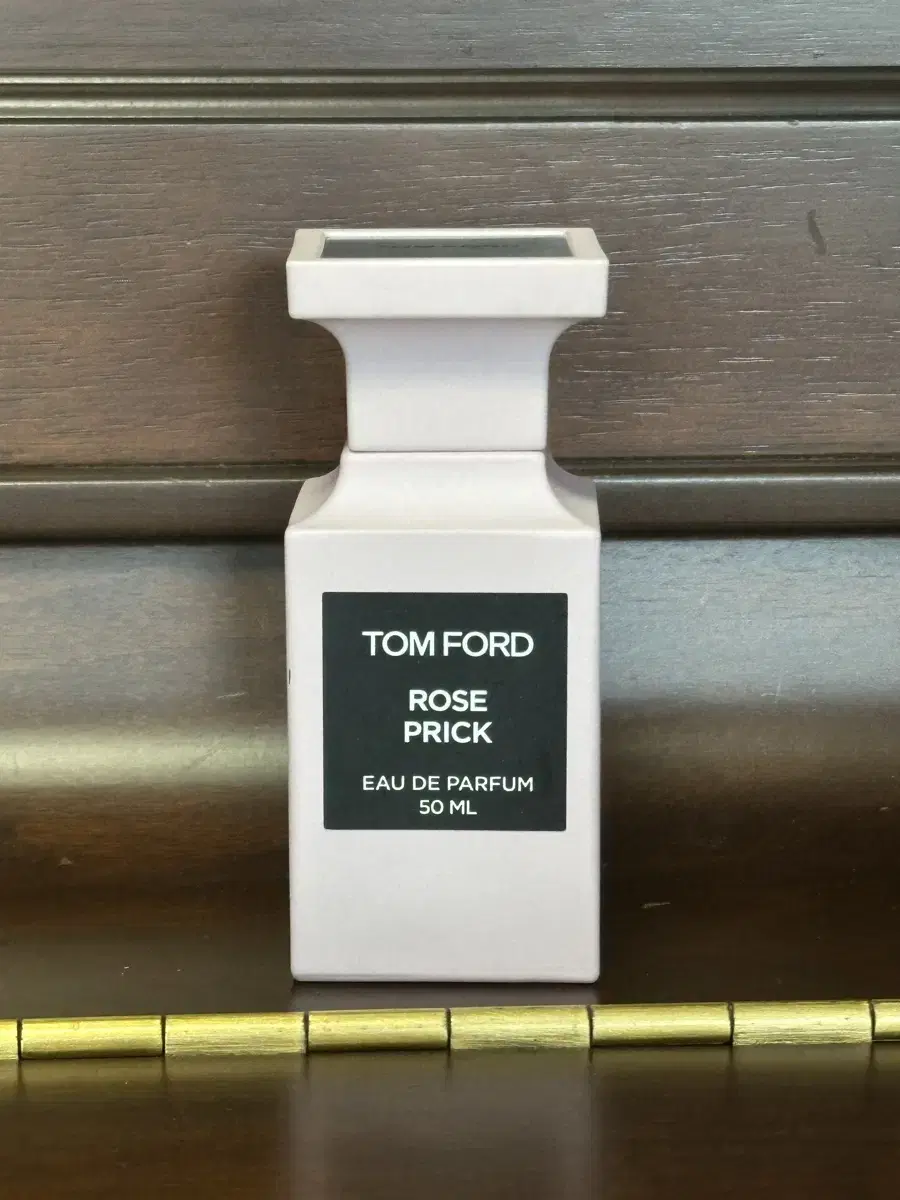 TOM FORD
ROSE
PRICK
EAU DE PARFUM
50 ML